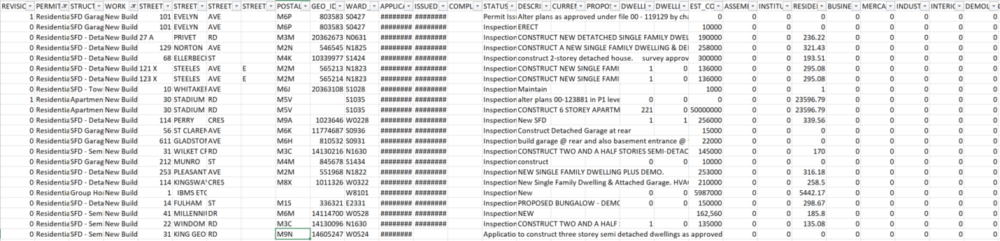 REVISIO PERMIT STRUCT WORK STREET STREET STREET STREET POSTAL GEO_ID WARD_ APPLICA ISSUED COMPL STATUS DESCRI CURREN PROPOS DWELLI DWELLI EST_CO ASSEMI INSTITU RESIDEI BUSINE MERCA INDUST INTERIC DEMOL
1 Residentia SFD Garag New Build 101 EVELYN AVE M6P 803583 S0427 ######## ######## Permit Iss Alter plans as approved under file 00 - 119129 by cha 0 0 0 0 0 0 0 0 0
0 Residentia SFD Garag New Build 101 EVELYN AVE M6P 803583 S0427 ######## ######## Inspection ERECT 10000 0 0 0 0 0 0 0 0
0 Residentia SFD - Deta New Build 27 A PRIVET RD M3M 20362673 N0631 ######## ######## Inspection CONSTRUCT NEW DETATCHED SINGLE FAMILY DWEL 190000 0 0 236.22 0 0 0 0 0
0 Residentia SFD - Deta New Build 129 NORTON AVE M2N 546545 N1825 ######## ######## Inspection CONSTRUCT A NEW SINGLE FAMILY DWELLING & DEI 258000 0 0 321.43 0 0 0 0 0
0 Residentia SFD - Deta New Build 68 ELLERBECI ST M4K 10339977 S1424 ######## ######## Inspection construct 2-storey detached house. survey approv 300000 0 0 193.51 0 0 0 0 0
0 Residentia SFD - Deta New Build 121 X STEELES AVE E M2M 565213 N1823 ######## ######## Inspection CONSTRUCT NEW SINGLE FAMI 1 0 136000 0 0 295.08 0 0 0 0 0
0 Residentia SFD - Deta New Build 123 X STEELES AVE E M2M 565214 N1823 ######## ######## Inspection CONSTRUCT NEW SINGLE FAMI 1 0 136000 0 0 295.08 0 0 0 0 0
0 Residentia SFD - Tow New Build 10 WHITAKEF AVE M6J 20363108 S1028 ######## ######## Inspection Maintain 1000 0 0 1 0 0 0 0 0
1 Residentia Apartmen New Build 30 STADIUM RD M5V S1035 ######## ######## Inspection alter plans 00-123881 in P1 leve 0 0 0 0 0 23596.79 0 0 0 0 0
0 Residentia Apartmen New Build 30 STADIUM RD M5V S1035 ######## ######## Inspection CONSTRUCT 6 STOREY APARTM 221 0 50000000 0 0 23596.79 0 0 0 0 0
0 Residentia SFD - Deta New Build 114 PERRY CRES M9A 1023646 W0228 ######## ######## Inspection New SFD 1 1 256000 0 0 339.56 0 0 0 0 0
0 Residentia SFD Garag New Build 56 ST CLAREN AVE M6K 11774687 S0936 ######## ######## Inspection Construct Detached Garage at rear 15000 0 0 0 0 0 0 0 0
0 Residentia SFD Garag New Build 611 GLADSTOI AVE M6H 810532 S0931 ######## ######## Inspection build garage @ rear and also basement entrance @ 22000 0 0 0 0 0 0 0 0
0 Residentia SFD - Sem New Build 31 WILKET CF RD M3C 14130216 N1630 ######## ######## Inspection CONSTRUCT TWO AND A HALF STORIES SEMI-DETAC 145000 0 0 170 0 0 0 0 0
0 Residentia SFD Garag New Build 212 MUNRO ST M4M 845678 S1434 ######## ######## Inspection construct 0 0 10000 0 0 0 0 0 0 0 0
0 Residentia SFD - Deta New Build 253 PLEASANT AVE M2M 551968 N1822 ######## ######## Inspection NEW SINGLE FAMILY DWELLING PLUS DEMO. 253000 0 0 316.18 0 0 0 0 0
0 Residentia SFD - Deta New Build 114 KINGSWA' CRES M8X 1011326 W0322 ######## ######## Inspection New Single Family Dwelling & Attached Garage. HVA 210000 0 0 258.5 0 0 0 0 0
0 Residentia Group Hoi New Build 1 IBMS ETC W8101 ######## ######## Inspection New 0 0 5987000 0 0 5442.17 0 0 0 0 0
0 Residentia SFD - Deta New Build 14 FULHAM ST M1S 336321 E2331 ######## ######## Inspection PROPOSED BUNGALOW - DEMC 0 0 150000 0 0 298.67 0 0 0 0 0
0 Residentia SFD - Sem New Build 41 MILLENNI DR M6M 14114700 W0528 ######## ######## Inspection NEW 162,560 0 0 185.8 0 0 0 0 0
0 Residentia SFD - Sem New Build 22 WINDOM RD M3C 14130096 N1630 ######## ######## Inspection CONSTRUCT TWO AND A HALF 1 0 135000 0 0 135.08 0 0 0 0 0
0 Residentia SFD - Sem New Build 31 KING GEO RD M9N 14605247 W0524 ######## Applicatio to construct three storey semi detached dwellings as approved 0 0 0 0 0 0 0 0